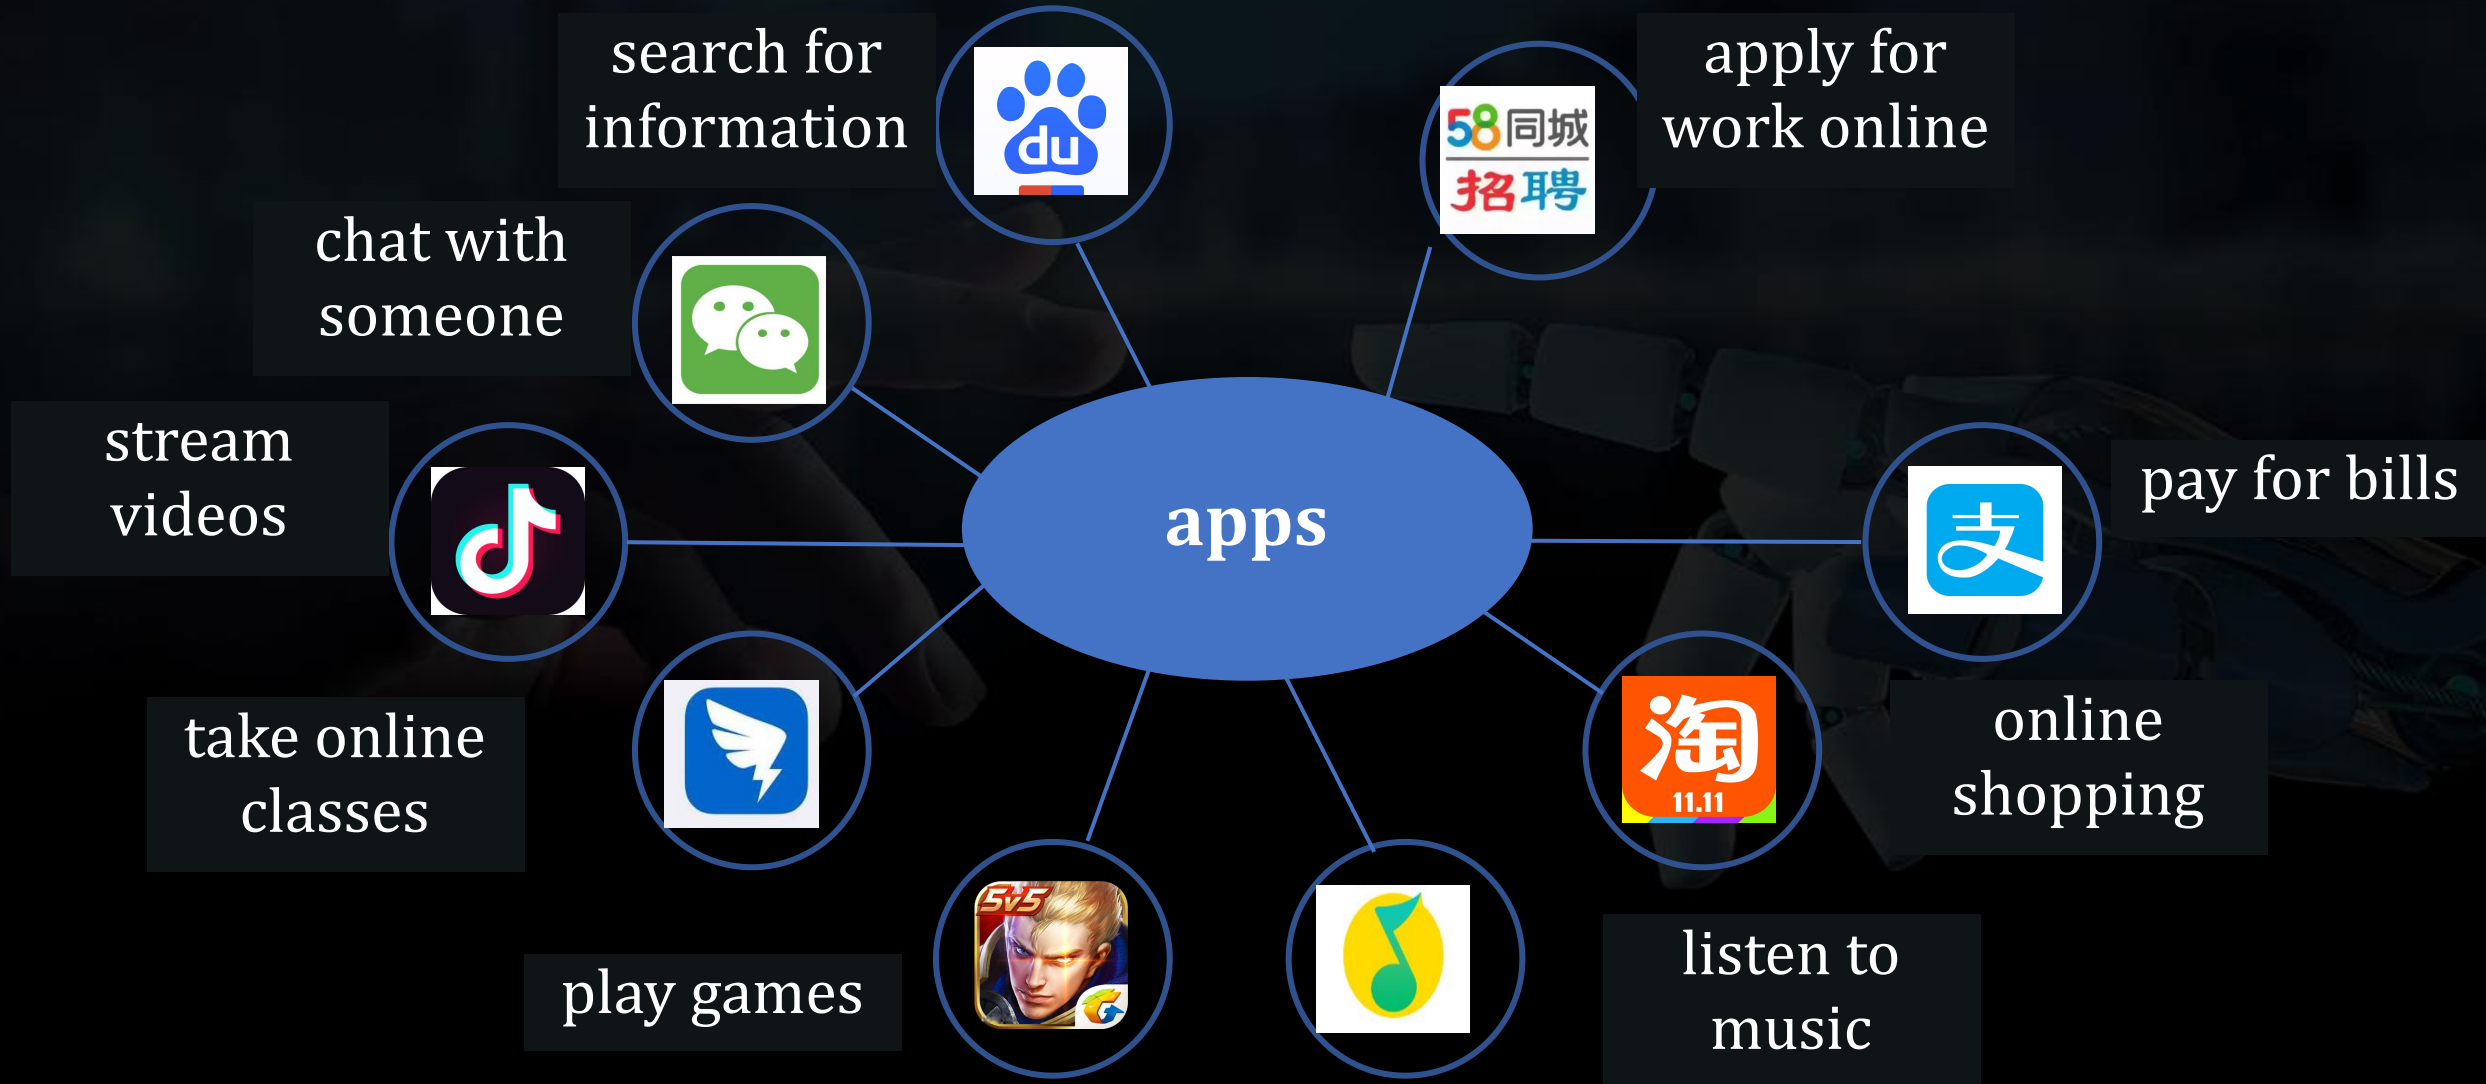 search for
information
du
apply for
work online
58同城
招聘
chat with
someone
stream
videos
apps
支
pay for bills
take online
classes
淘
11.11
online
shopping
5v5
play games
listen to
music